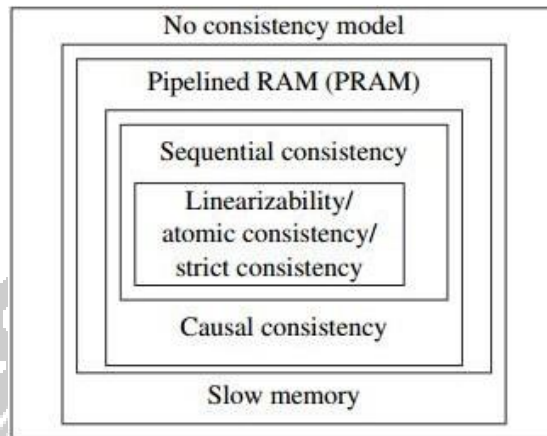 No consistency model
Pipelined RAM (PRAM)
Sequential consistency
Linearizability/
atomic consistency/
strict consistency
Causal consistency
Slow memory